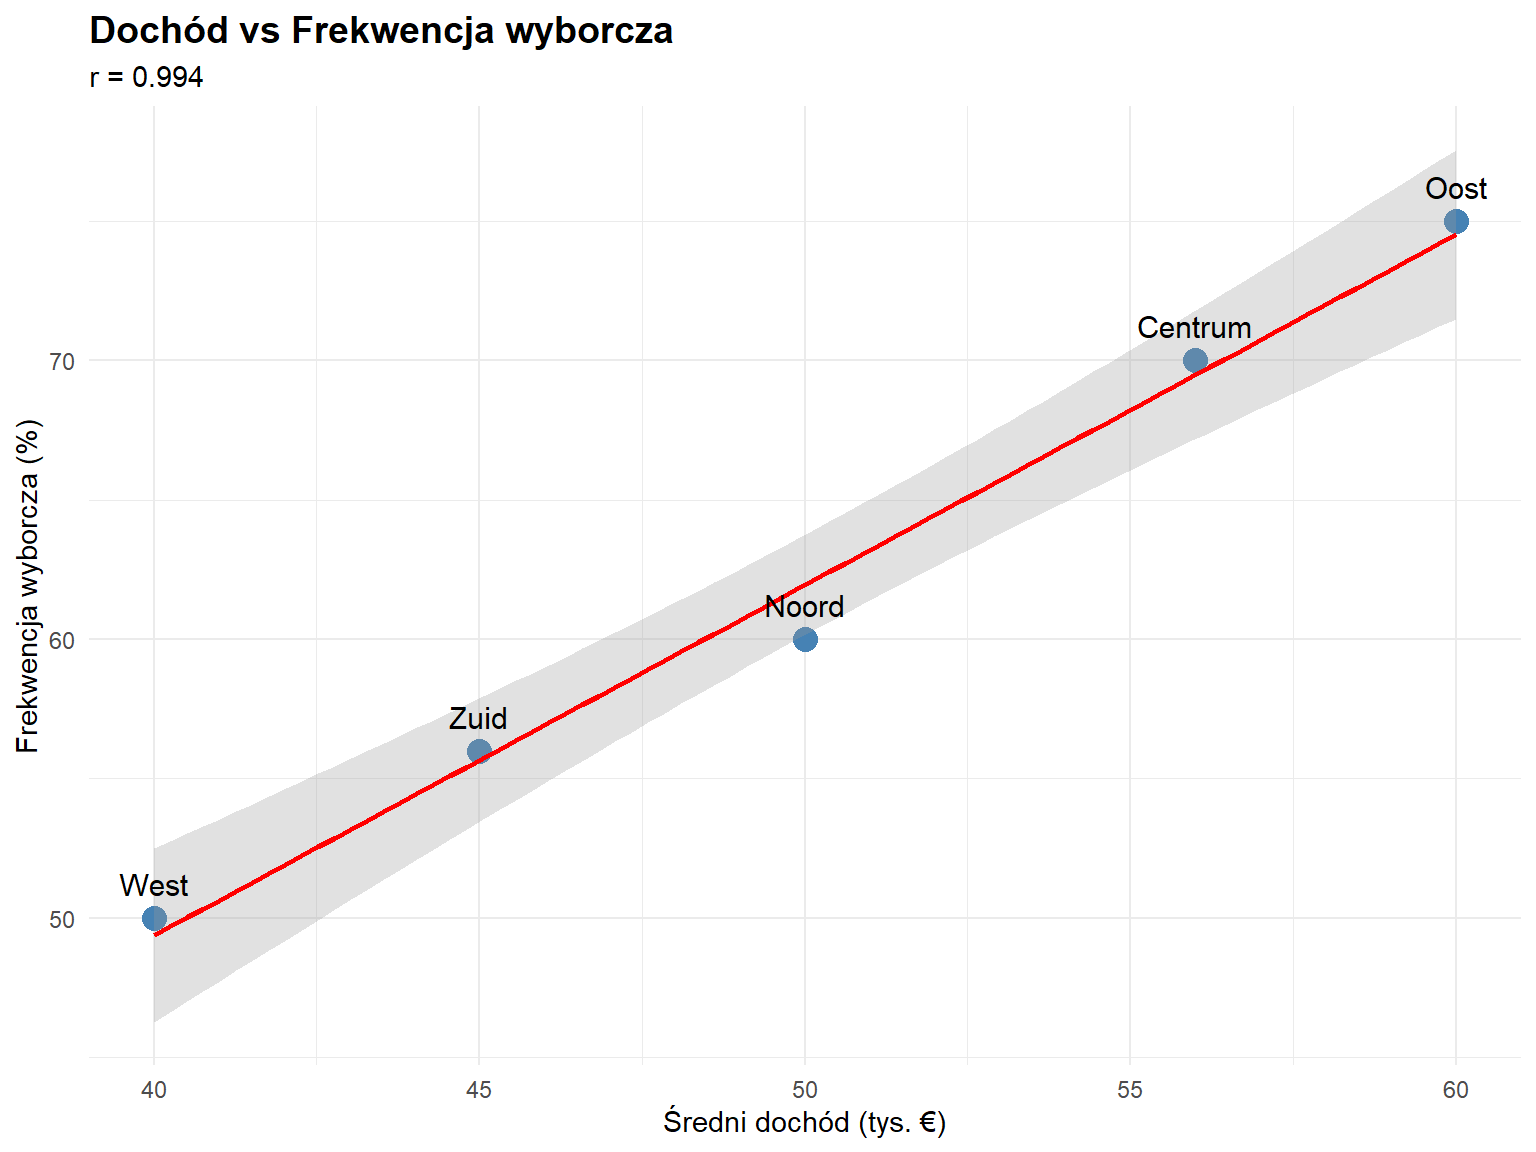 Dochód vs Frekwencja wyborcza
r = 0.994
Oost
Centrum
Noord
Zuid
West
70
60
50
Frekwencja wyborcza (%)
40 45 50 55 60
Średni dochód (tys. €)